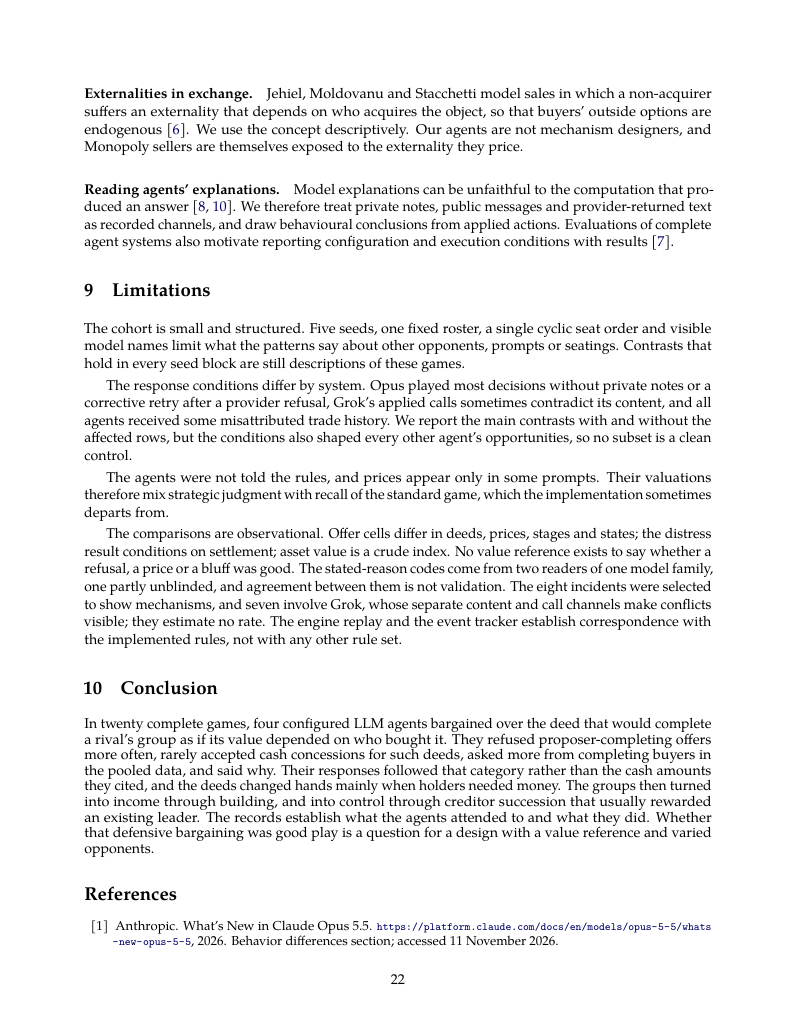 Externalities in exchange. Jehiel, Moldovanu and Stacchetti model sales in which a non-acquirer
suffers an externality that depends on who acquires the object, so that buyers’ outside options are
endogenous [6]. We use the concept descriptively. Our agents are not mechanism designers, and
Monopoly sellers are themselves exposed to the externality they price.
Reading agents’ explanations. Model explanations can be unfaithful to the computation that pro-
duced an answer [8, 10]. We therefore treat private notes, public messages and provider-returned text
as recorded channels, and draw behavioural conclusions from applied actions. Evaluations of complete
agent systems also motivate reporting configuration and execution conditions with results [7].
9 Limitations
The cohort is small and structured. Five seeds, one fixed roster, a single cyclic seat order and visible
model names limit what the patterns say about other opponents, prompts or seatings. Contrasts that
hold in every seed block are still descriptions of these games.
The response conditions differ by system. Opus played most decisions without private notes or a
corrective retry after a provider refusal, Grok’s applied calls sometimes contradict its content, and all
agents received some misattributed trade history. We report the main contrasts with and without the
affected rows, but the conditions also shaped every other agent’s opportunities, so no subset is a clean
control.
The agents were not told the rules, and prices appear only in some prompts. Their valuations
therefore mix strategic judgment with recall of the standard game, which the implementation sometimes
departs from.
The comparisons are observational. Offer cells differ in deeds, prices, stages and states; the distress
result conditions on settlement; asset value is a crude index. No value reference exists to say whether a
refusal, a price or a bluff was good. The stated-reason codes come from two readers of one model family,
one partly unblinded, and agreement between them is not validation. The eight incidents were selected
to show mechanisms, and seven involve Grok, whose separate content and call channels make conflicts
visible; they estimate no rate. The engine replay and the event tracker establish correspondence with
the implemented rules, not with any other rule set.
10 Conclusion
In twenty complete games, four configured LLM agents bargained over the deed that would complete
a rival’s group as if its value depended on who bought it. They refused proposer-completing offers
more often, rarely accepted cash concessions for such deeds, asked more from completing buyers in
the pooled data, and said why. Their responses followed that category rather than the cash amounts
they cited, and the deeds changed hands mainly when holders needed money. The groups then turned
into income through building, and into control through creditor succession that usually rewarded
an existing leader. The records establish what the agents attended to and what they did. Whether
that defensive bargaining was good play is a question for a design with a value reference and varied
opponents.
References
[1] Anthropic. What’s New in Claude Opus 5.5. https://platform.claude.com/docs/en/models/opus-5-5/whats
-new-opus-5-5, 2026. Behavior differences section; accessed 11 November 2026.
22